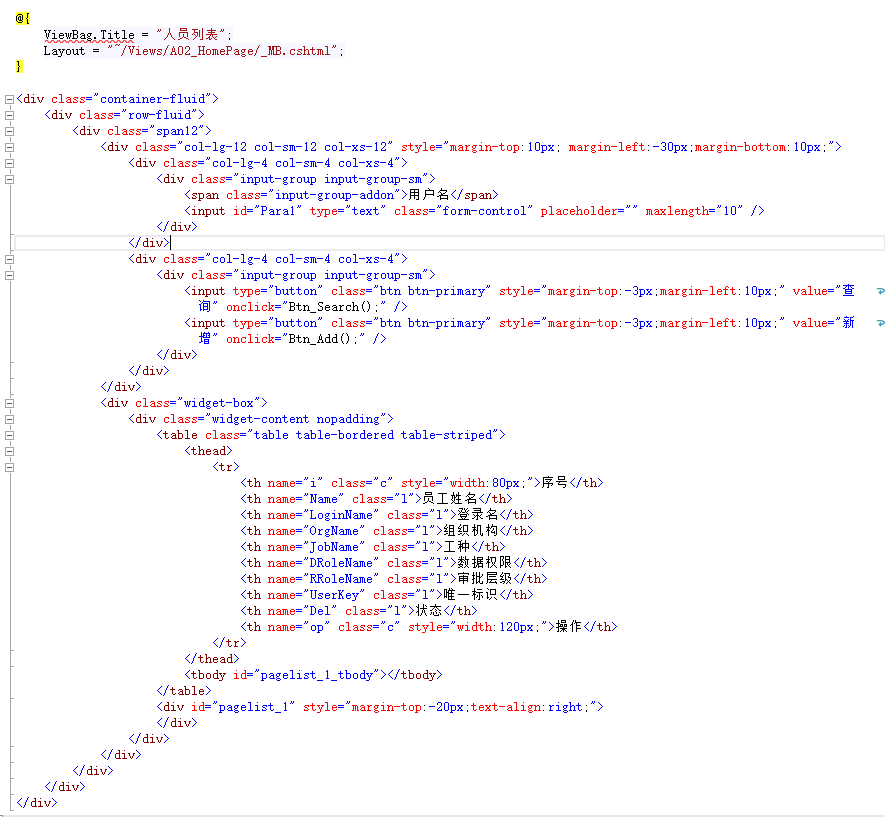 @{
    ViewBag.Title = "人员列表";
    Layout = "~/Views/A02_HomePage/_MB.cshtml";
}
<div class="container-fluid">
    <div class="row-fluid">
        <div class="span12">
            <div class="col-lg-12 col-sm-12 col-xs-12" style="margin-top:10px; margin-left:-30px;margin-bottom:10px;">
                <div class="col-lg-4 col-sm-4 col-xs-4">
                    <div class="input-group input-group-sm">
                        <span class="input-group-addon">用户名</span>
                        <input id="Para1" type="text" class="form-control" placeholder="" maxlength="10" />
                    </div>
                </div>
                <div class="col-lg-4 col-sm-4 col-xs-4">
                    <div class="input-group input-group-sm">
                        <input type="button" class="btn btn-primary" style="margin-top:-3px;margin-left:10px;" value="查
                          询" onclick="Btn_Search();" />
                        <input type="button" class="btn btn-primary" style="margin-top:-3px;margin-left:10px;" value="新
                          增" onclick="Btn_Add();" />
                    </div>
                </div>
            </div>
            <div class="widget-box">
                <div class="widget-content nopadding">
                    <table class="table table-bordered table-striped">
                        <thead>
                            <tr>
                                <th name="i" class="c" style="width:80px;">序号</th>
                                <th name="Name" class="l">员工姓名</th>
                                <th name="LoginName" class="l">登录名</th>
                                <th name="OrgName" class="l">组织机构</th>
                                <th name="JobName" class="l">工种</th>
                                <th name="DRoleName" class="l">数据权限</th>
                                <th name="RRoleName" class="l">审批层级</th>
                                <th name="UserKey" class="l">唯一标识</th>
                                <th name="Del" class="l">状态</th>
                                <th name="op" class="c" style="width:120px;">操作</th>
                            </tr>
                        </thead>
                        <tbody id="pagelist_1_tbody"></tbody>
                    </table>
                    <div id="pagelist_1" style="margin-top:-20px;text-align:right;">
                    </div>
                </div>
            </div>
        </div>
    </div>
</div>